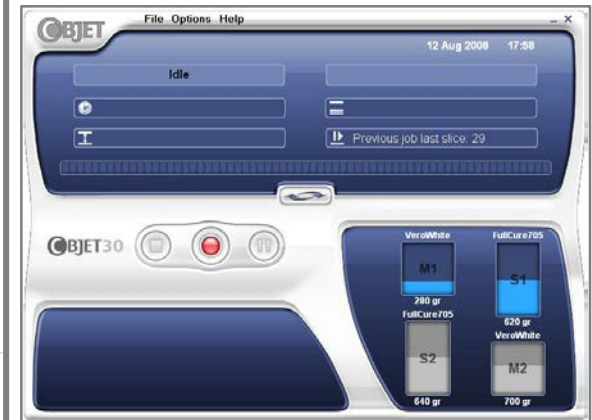 OBJET
File Options Help
12 Aug 2008 17:58
Idle
Previous job last slice: 29
OBJET30
VeroWhite
M1
280 gr
FullCure705
S1
620 gr
FullCure705
S2
640 gr
VeroWhite
M2
700 gr